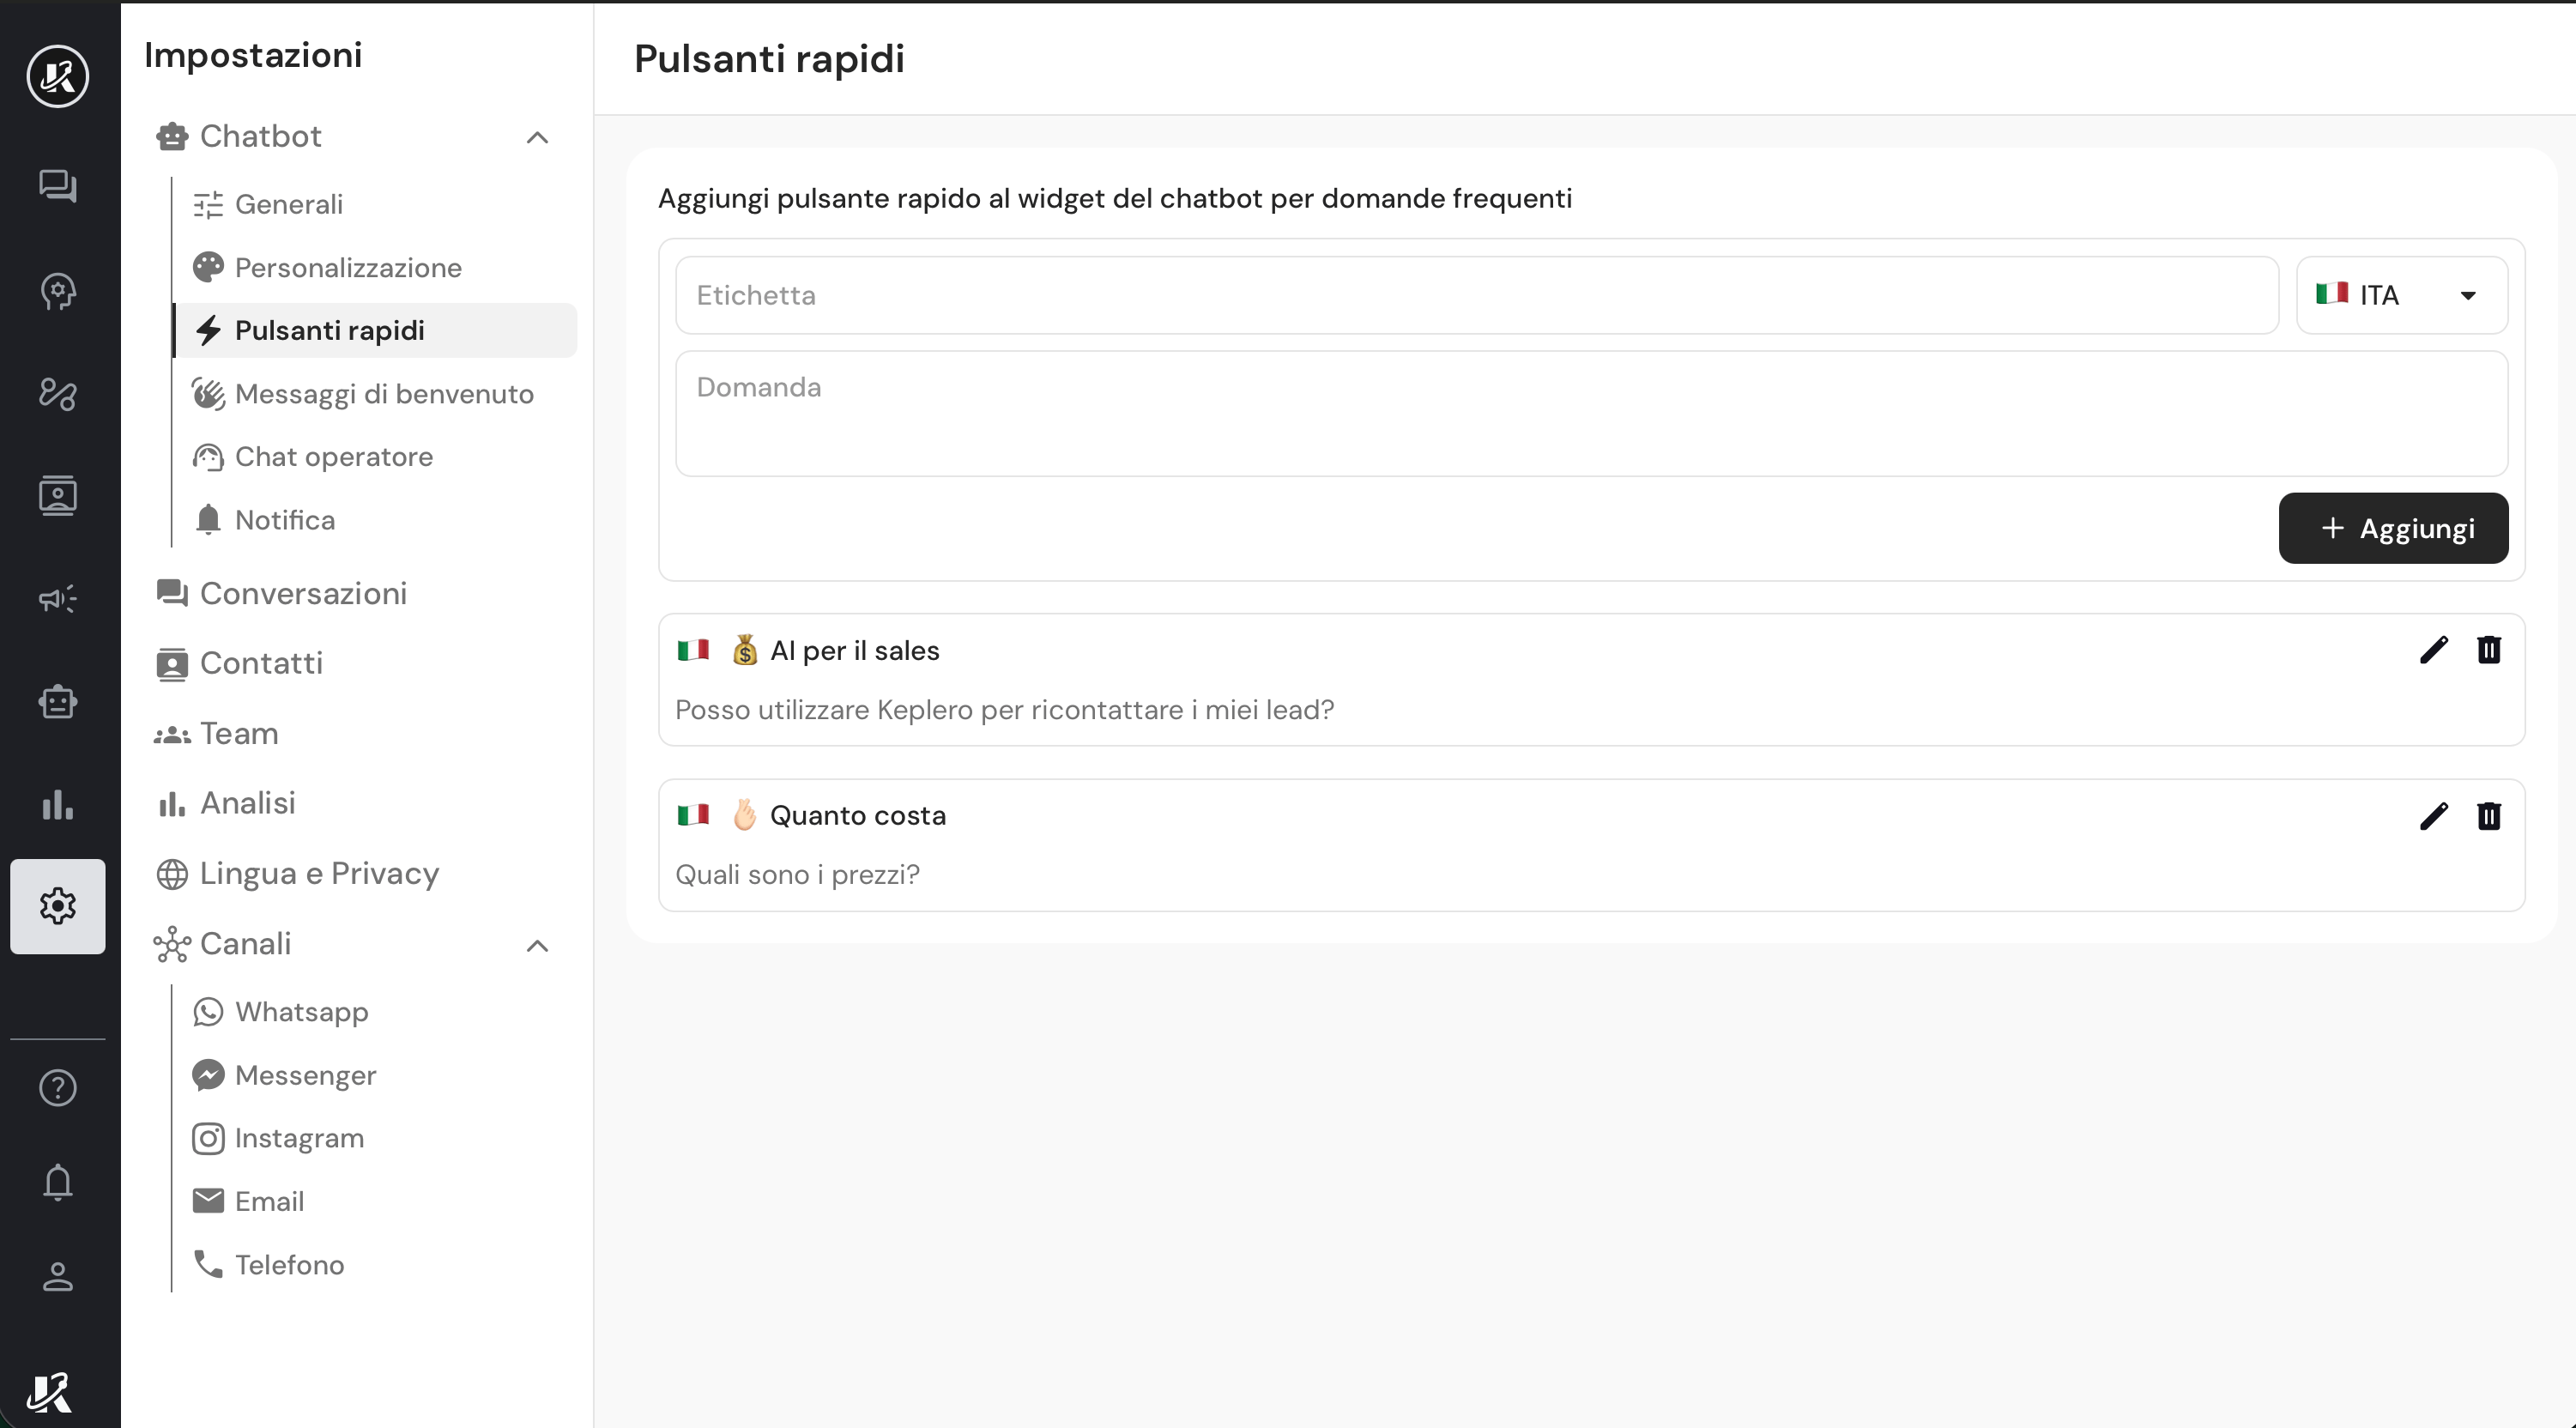 Impostazioni
Chatbot
Generali
Personalizzazione
Pulsanti rapidi
Messaggi di benvenuto
Chat operatore
Notifica
Conversazioni
Contatti
Team
Analisi
Lingua e Privacy
Canali
Whatsapp
Messenger
Instagram
Email
Telefono
Pulsanti rapidi
Aggiungi pulsante rapido al widget del chatbot per domande frequenti
Etichetta
🇮🇹 ITA
Domanda
+ Aggiungi
🇮🇹 💰 AI per il sales
Posso utilizzare Keplero per ricontattare i miei lead?
🇮🇹 🫰🏻 Quanto costa
Quali sono i prezzi?